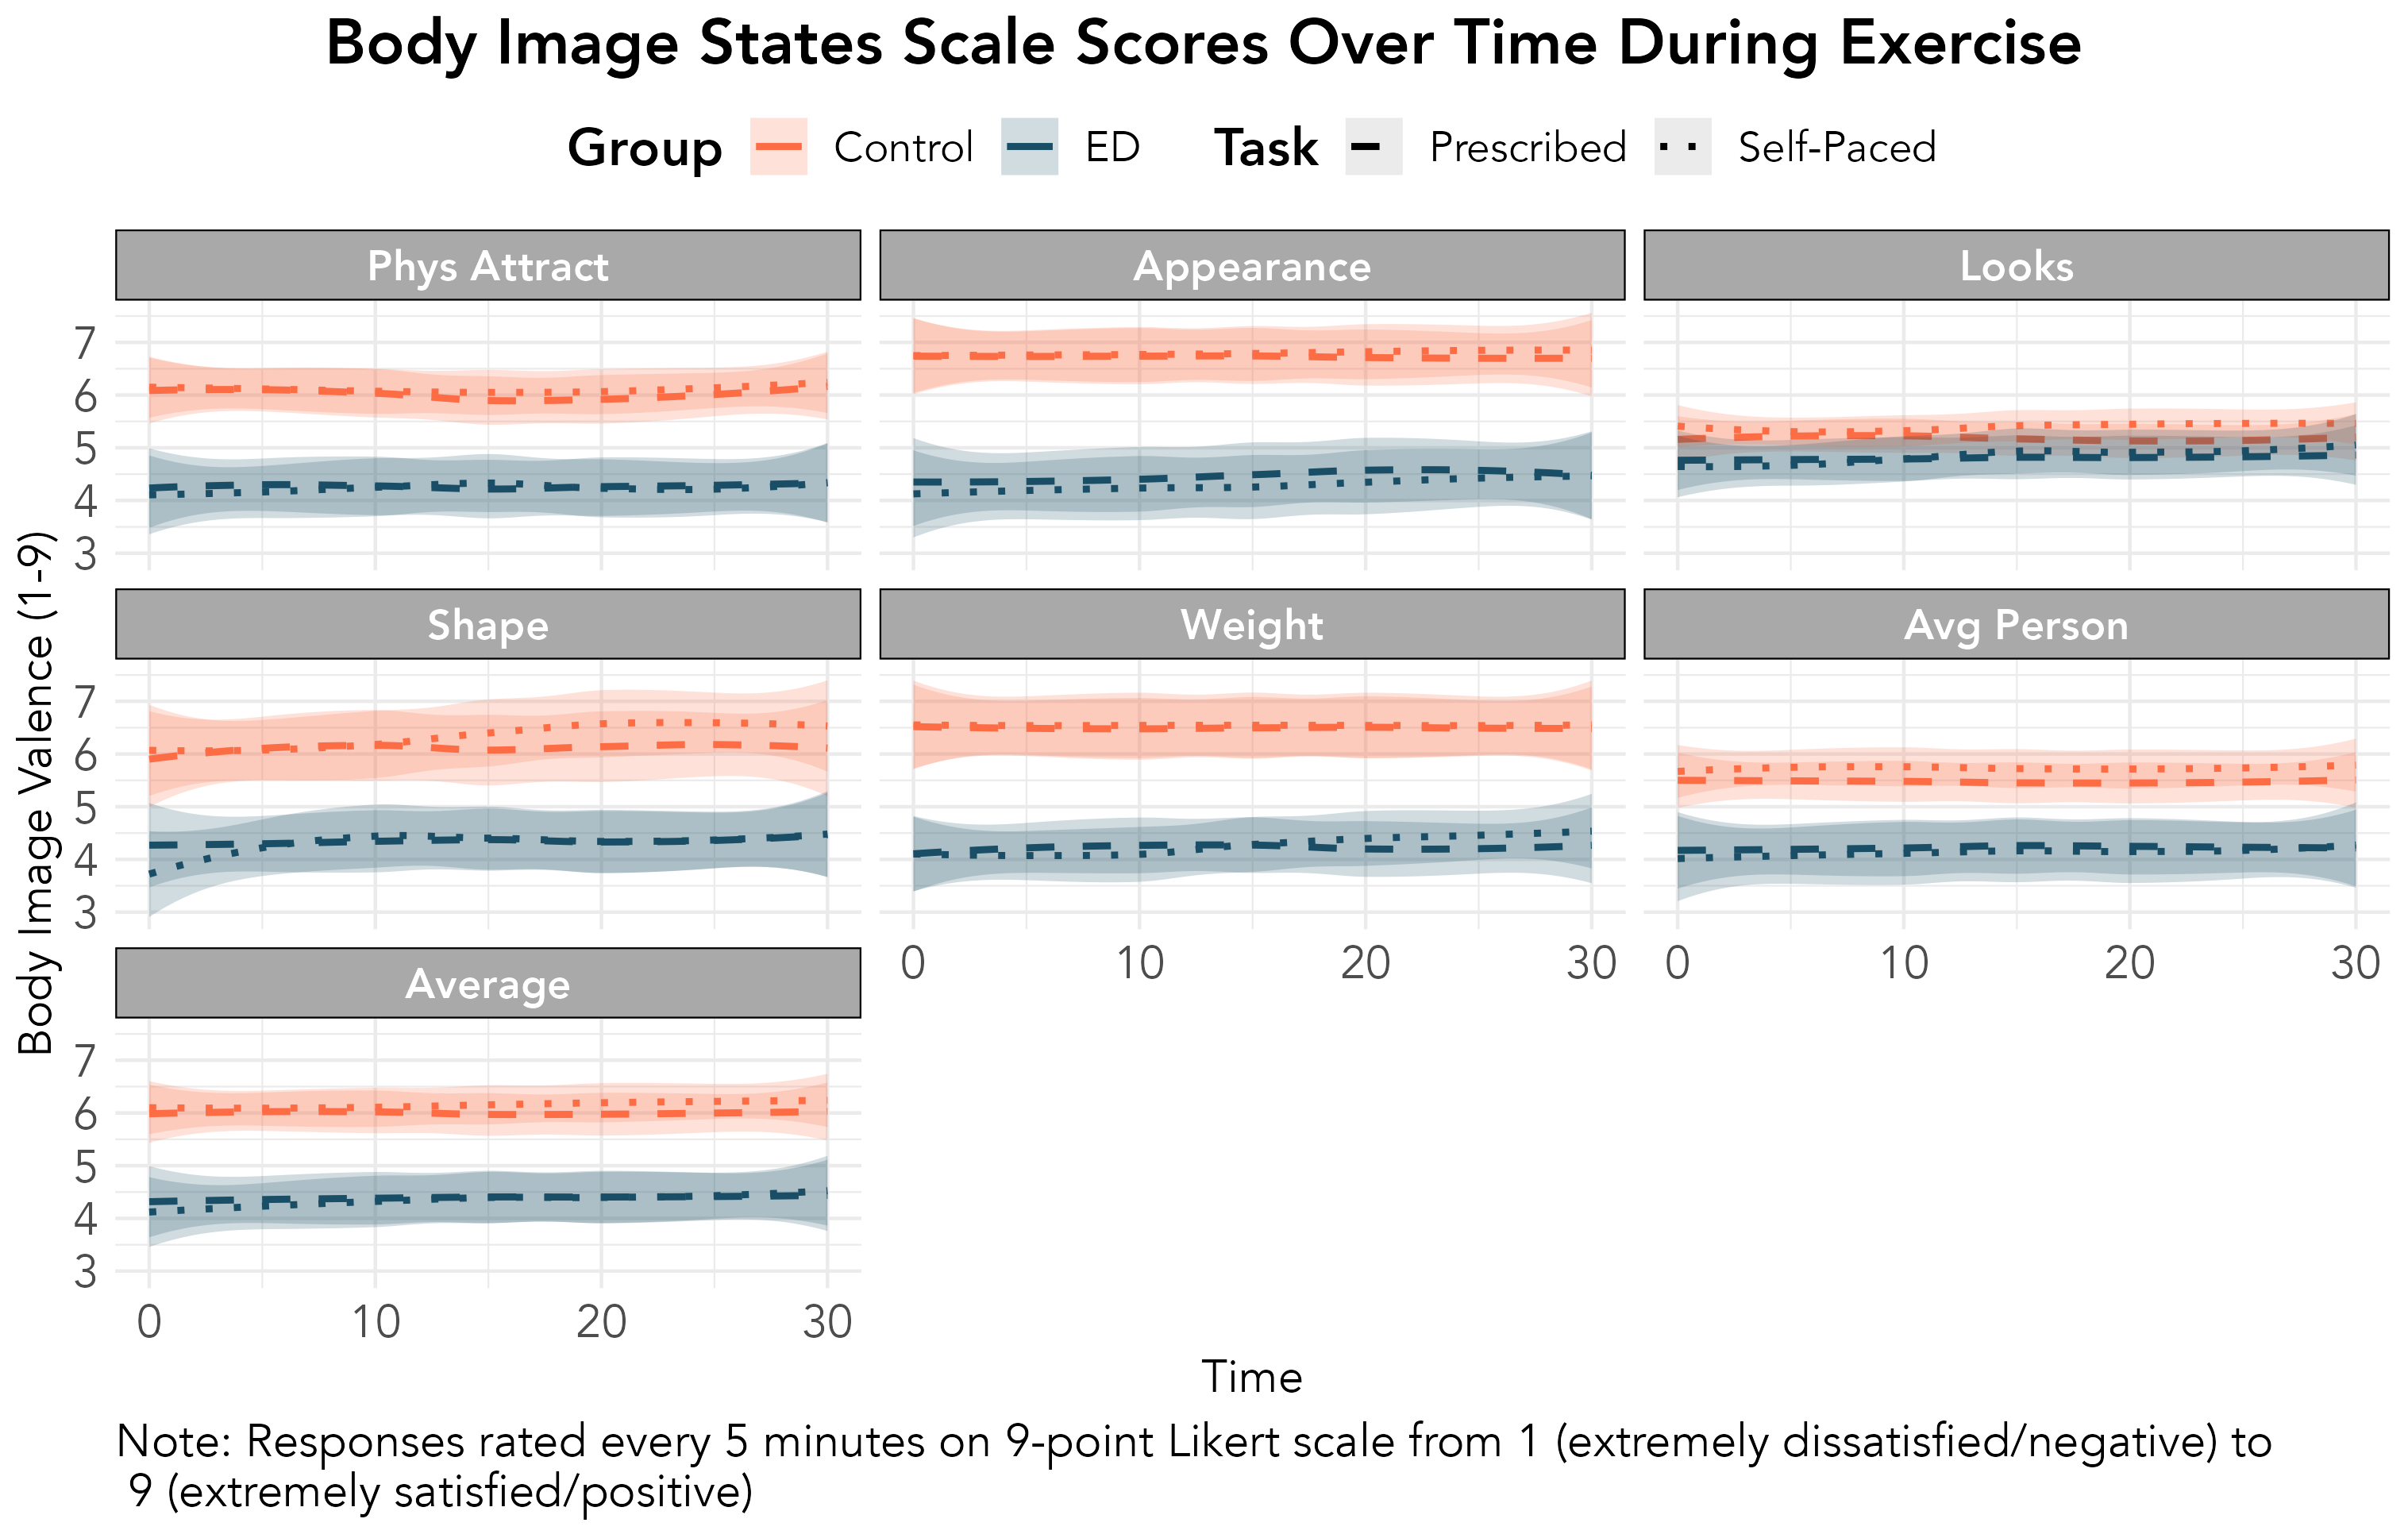 Body Image States Scale Scores Over Time During Exercise
Group Control ED Task Prescribed Self-Paced
Phys Attract Appearance Looks
7
6
5
4
3
Shape Weight Avg Person
7
6
5
4
3
0 10 20 30 0 10 20 30
Average
7
6
5
4
3
0 10 20 30
Body Image Valence (1-9)
Time
Note: Responses rated every 5 minutes on 9-point Likert scale from 1 (extremely dissatisfied/negative) to
9 (extremely satisfied/positive)